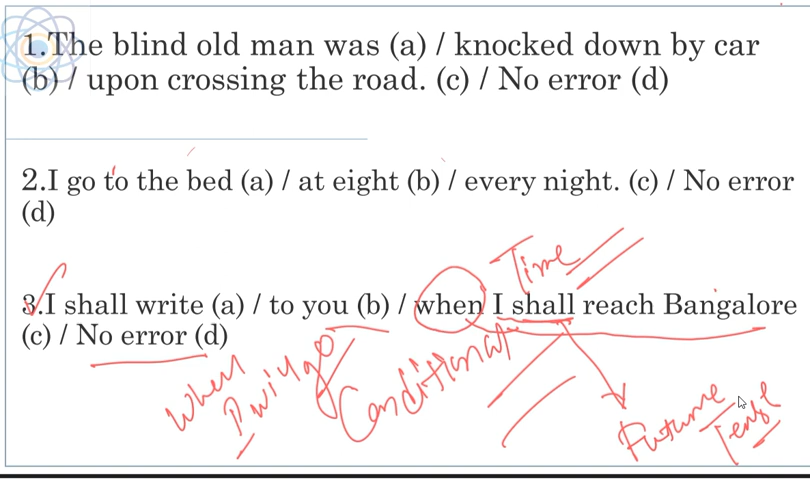 1.The blind old man was (a) / knocked down by car
(b) / upon crossing the road. (c) / No error (d)
2.I go to the bed (a) / at eight (b) / every night. (c) / No error
(d)
Time
3.I shall write (a) / to you (b) / when I shall reach Bangalore
(c) / No error (d)
when
I will go
Conditional
Future
Tense